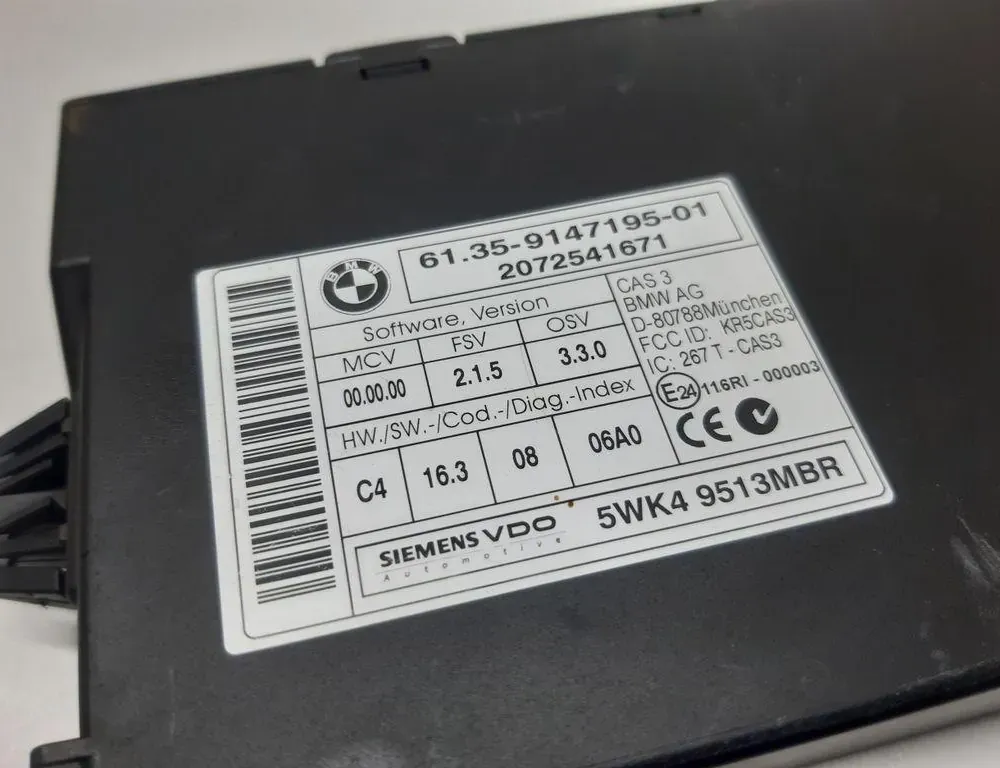 BMW
61.35-9147195-01
2072541671
Software, Version
MCV FSV OSV
00.00.00 2.1.5 3.3.0
HW./SW.-/Cod.-/Diag.-Index
C4 16.3 08 06A0
CAS 3
BMW AG
D-80788München
FCC ID: KR5CAS3
IC: 267 T - CAS3
E24 116RI - 000003
CE
SIEMENS VDO
Automotive
5WK4 9513MBR